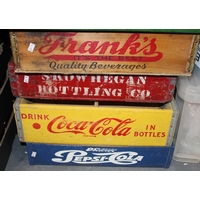 Frank's
Quality Beverages
SKOWHEGAN
BOTTLING CO
DRINK Coca-Cola IN
BOTTLES
PEPSI-COLA